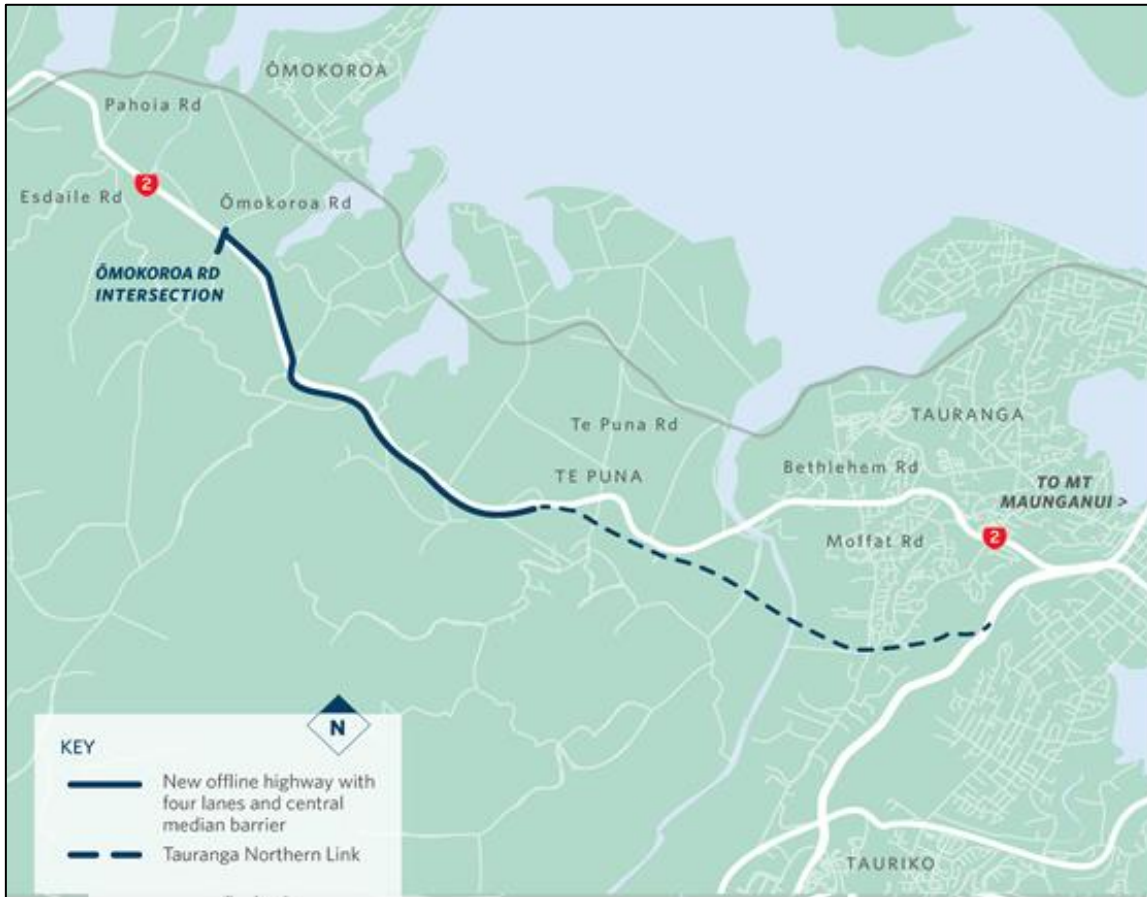 ŌMOKOROA
Pahoia Rd
2
Esdaile Rd
Ōmokoroa Rd
ŌMOKOROA RD
INTERSECTION
TAURANGA
Te Puna Rd
Bethlehem Rd
TE PUNA
TO MT
MAUNGANUI >
2
Moffat Rd
N
KEY
New offline highway with
four lanes and central
median barrier
Tauranga Northern Link
TAURIKO